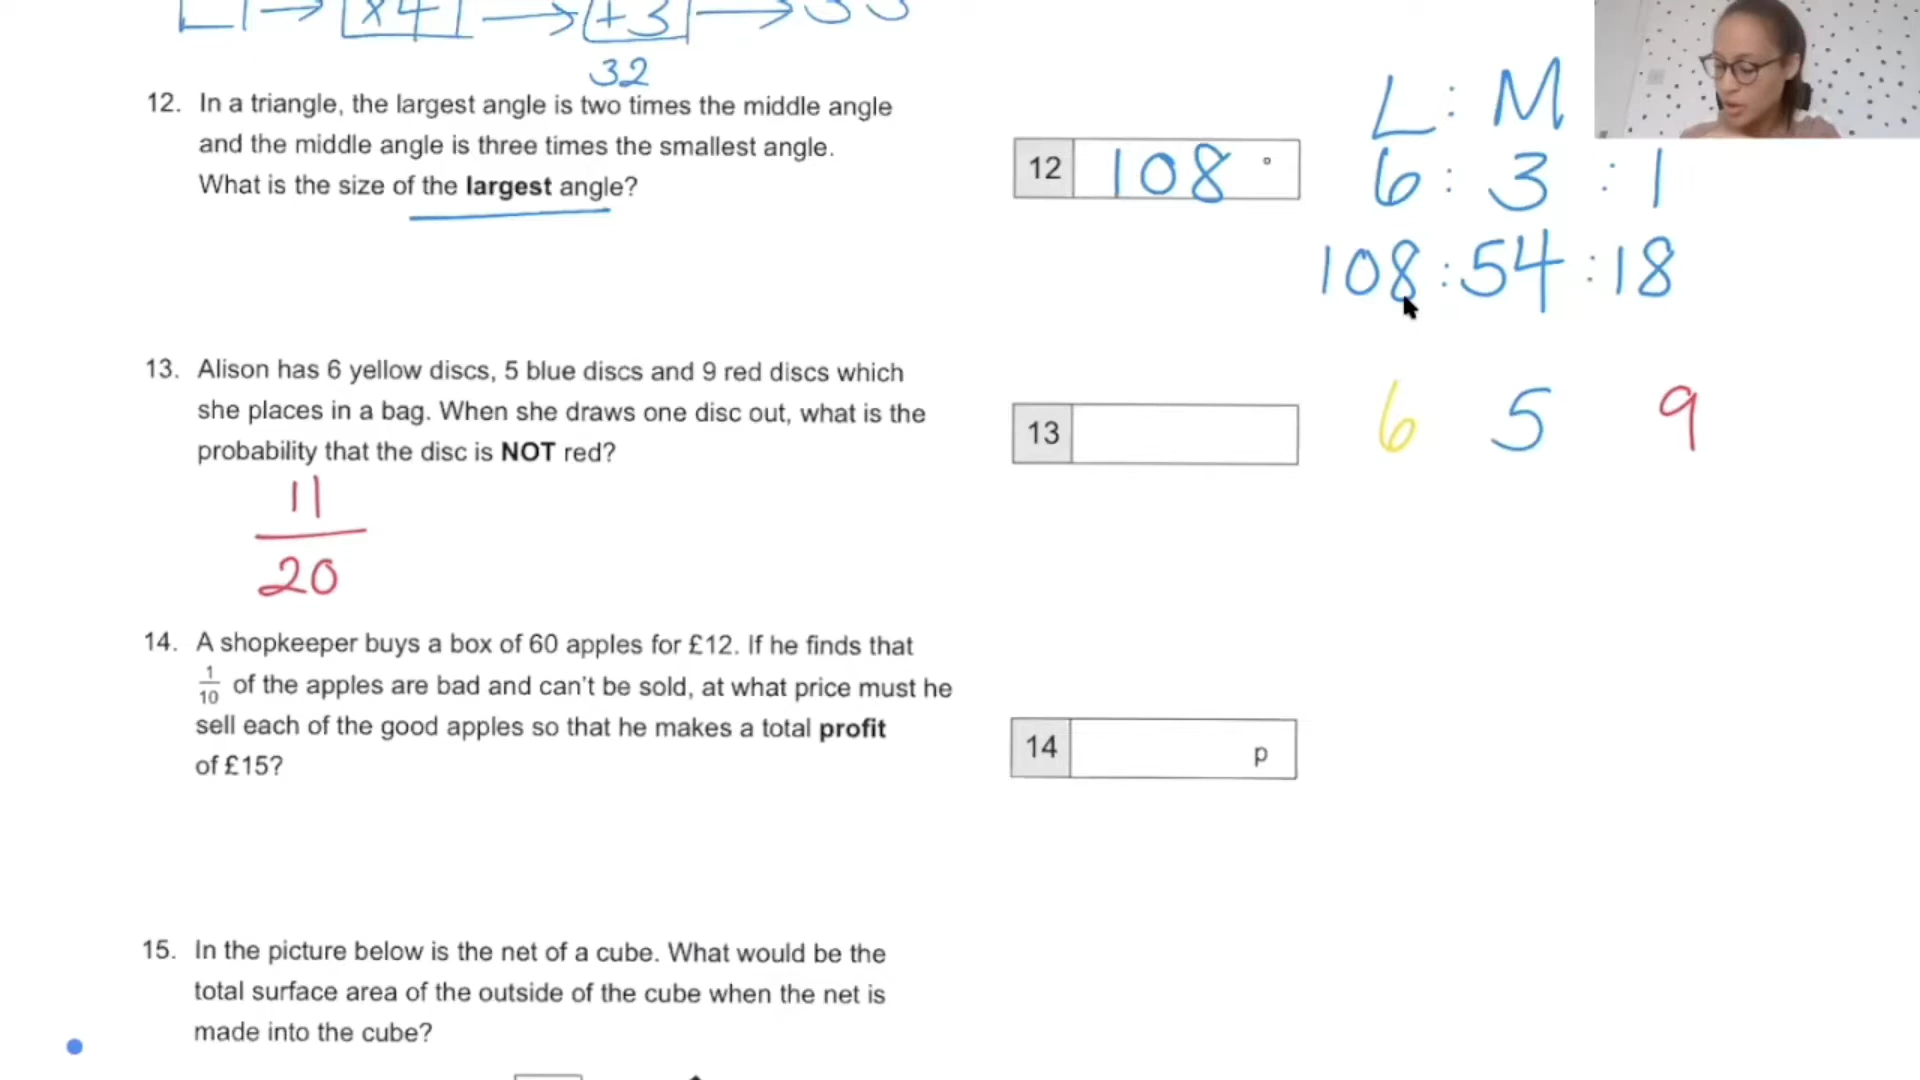 ×4 +3
32
12. In a triangle, the largest angle is two times the middle angle
and the middle angle is three times the smallest angle.
What is the size of the largest angle?
12 108 °
L : M
6 : 3 : 1
108 : 54 : 18
13. Alison has 6 yellow discs, 5 blue discs and 9 red discs which
she places in a bag. When she draws one disc out, what is the
probability that the disc is NOT red?
13
6 5 9
11
20
14. A shopkeeper buys a box of 60 apples for £12. If he finds that
1/10 of the apples are bad and can't be sold, at what price must he
sell each of the good apples so that he makes a total profit
of £15?
14 p
15. In the picture below is the net of a cube. What would be the
total surface area of the outside of the cube when the net is
made into the cube?